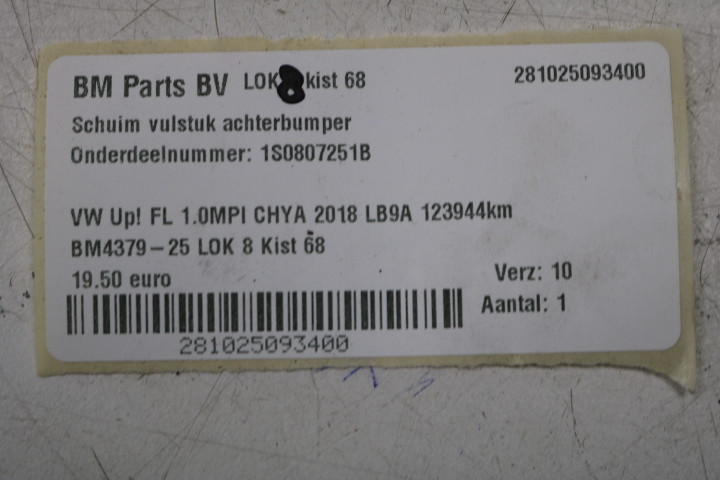 BM Parts BV LOK 8 kist 68 281025093400
Schuim vulstuk achterbumper
Onderdeelnummer: 1S0807251B
VW Up! FL 1.0MPI CHYA 2018 LB9A 123944km
BM4379-25 LOK 8 Kist 68
19.50 euro Verz: 10
Aantal: 1
281025093400